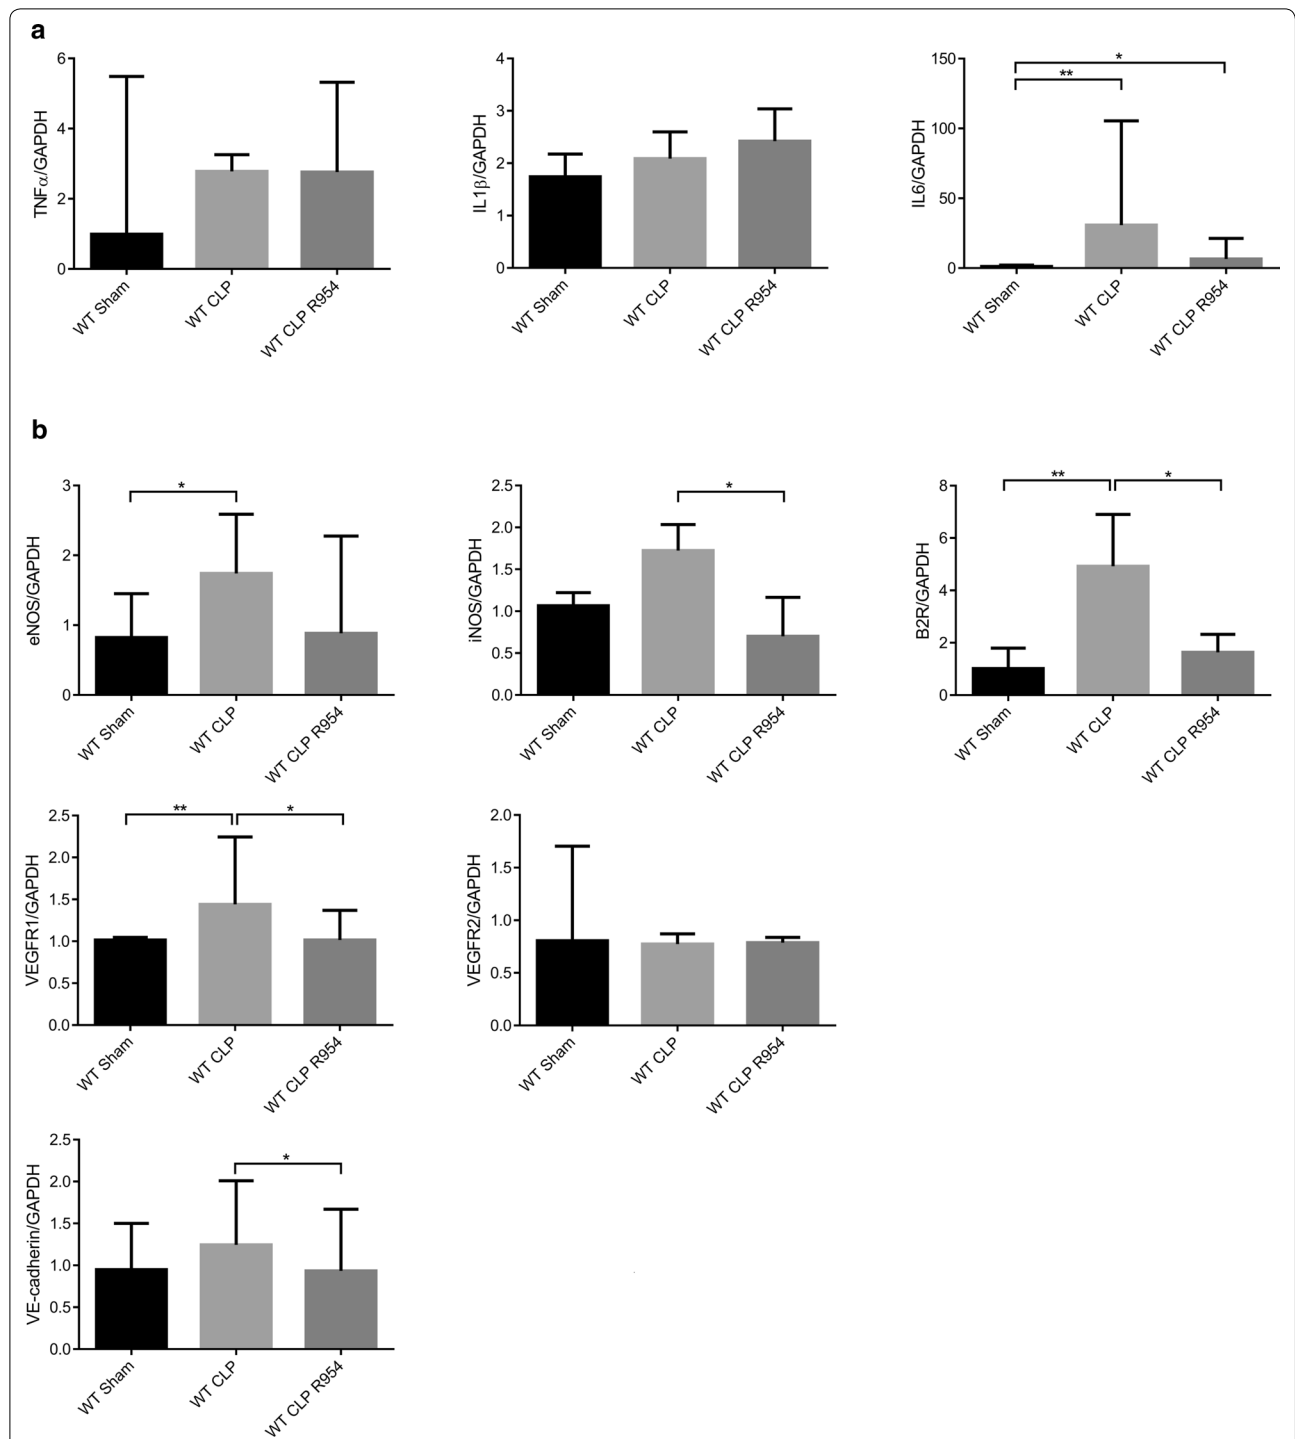 a
TNFα/GAPDH
6
4
2
0
WT Sham
WT CLP
WT CLP R954
IL1β/GAPDH
4
3
2
1
0
WT Sham
WT CLP
WT CLP R954
IL6/GAPDH
150
100
50
0
*
**
WT Sham
WT CLP
WT CLP R954
b
eNOS/GAPDH
3
2
1
0
*
WT Sham
WT CLP
WT CLP R954
iNOS/GAPDH
2.5
2.0
1.5
1.0
0.5
0.0
*
WT Sham
WT CLP
WT CLP R954
B2R/GAPDH
8
6
4
2
0
**
*
WT Sham
WT CLP
WT CLP R954
VEGFR1/GAPDH
2.5
2.0
1.5
1.0
0.5
0.0
**
*
WT Sham
WT CLP
WT CLP R954
VEGFR2/GAPDH
2.0
1.5
1.0
0.5
0.0
WT Sham
WT CLP
WT CLP R954
VE-cadherin/GAPDH
2.5
2.0
1.5
1.0
0.5
0.0
*
WT Sham
WT CLP
WT CLP R954